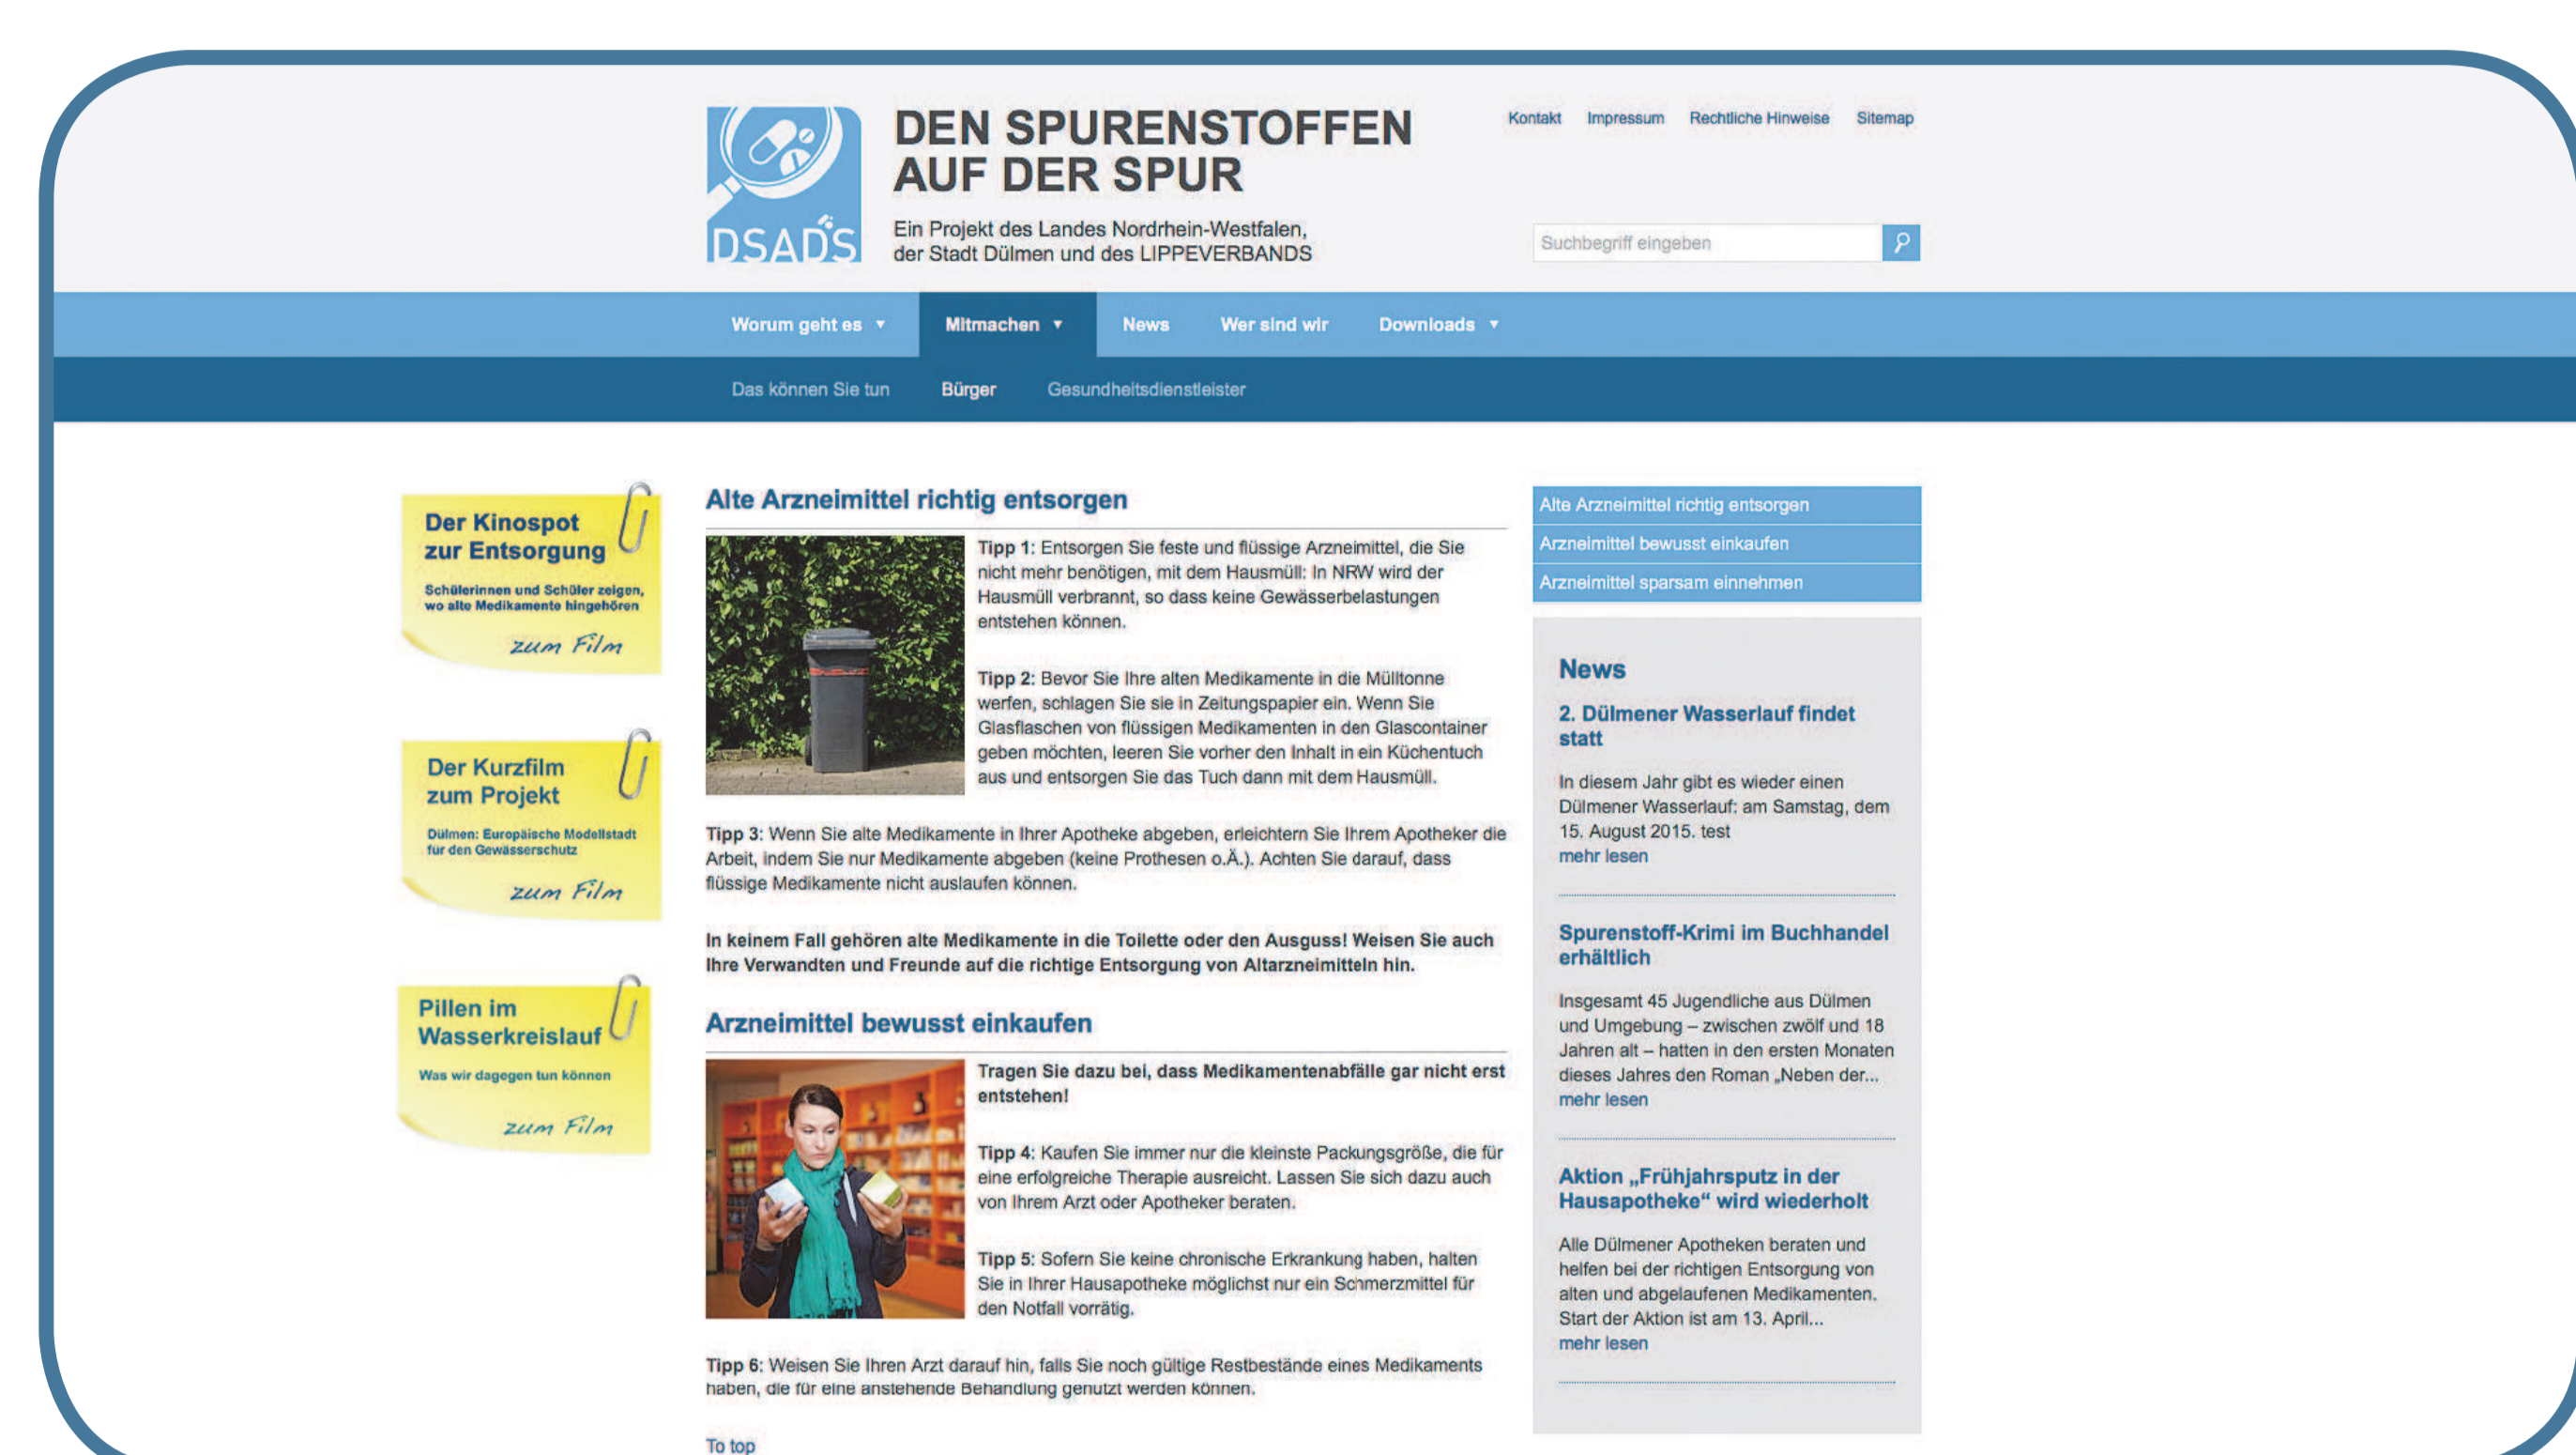 DSADS
DEN SPURENSTOFFEN
AUF DER SPUR
Ein Projekt des Landes Nordrhein-Westfalen,
der Stadt Dülmen und des LIPPEVERBANDS
Kontakt Impressum Rechtliche Hinweise Sitemap
Suchbegriff eingeben
Worum geht es ▼ Mitmachen ▼ News Wer sind wir Downloads ▼
Das können Sie tun Bürger Gesundheitsdienstleister
Der Kinospot
zur Entsorgung
Schülerinnen und Schüler zeigen,
wo alte Medikamente hingehören
zum Film
Der Kurzfilm
zum Projekt
Dülmen: Europäische Modellstadt
für den Gewässerschutz
zum Film
Pillen im
Wasserkreislauf
Was wir dagegen tun können
zum Film
Alte Arzneimittel richtig entsorgen
Tipp 1: Entsorgen Sie feste und flüssige Arzneimittel, die Sie
nicht mehr benötigen, mit dem Hausmüll: In NRW wird der
Hausmüll verbrannt, so dass keine Gewässerbelastungen
entstehen können.
Tipp 2: Bevor Sie Ihre alten Medikamente in die Mülltonne
werfen, schlagen Sie sie in Zeitungspapier ein. Wenn Sie
Glasflaschen von flüssigen Medikamenten in den Glascontainer
geben möchten, leeren Sie vorher den Inhalt in ein Küchentuch
aus und entsorgen Sie das Tuch dann mit dem Hausmüll.
Tipp 3: Wenn Sie alte Medikamente in Ihrer Apotheke abgeben, erleichtern Sie Ihrem Apotheker die
Arbeit, indem Sie nur Medikamente abgeben (keine Prothesen o.Ä.). Achten Sie darauf, dass
flüssige Medikamente nicht auslaufen können.
In keinem Fall gehören alte Medikamente in die Toilette oder den Ausguss! Weisen Sie auch
Ihre Verwandten und Freunde auf die richtige Entsorgung von Altarzneimitteln hin.
Arzneimittel bewusst einkaufen
Tragen Sie dazu bei, dass Medikamentenabfälle gar nicht erst
entstehen!
Tipp 4: Kaufen Sie immer nur die kleinste Packungsgröße, die für
eine erfolgreiche Therapie ausreicht. Lassen Sie sich dazu auch
von Ihrem Arzt oder Apotheker beraten.
Tipp 5: Sofern Sie keine chronische Erkrankung haben, halten
Sie in Ihrer Hausapotheke möglichst nur ein Schmerzmittel für
den Notfall vorrätig.
Tipp 6: Weisen Sie Ihren Arzt darauf hin, falls Sie noch gültige Restbestände eines Medikaments
haben, die für eine anstehende Behandlung genutzt werden können.
To top
Alte Arzneimittel richtig entsorgen
Arzneimittel bewusst einkaufen
Arzneimittel sparsam einnehmen
News
2. Dülmener Wasserlauf findet
statt
In diesem Jahr gibt es wieder einen
Dülmener Wasserlauf: am Samstag, dem
15. August 2015. test
mehr lesen
Spurenstoff-Krimi im Buchhandel
erhältlich
Insgesamt 45 Jugendliche aus Dülmen
und Umgebung – zwischen zwölf und 18
Jahren alt – hatten in den ersten Monaten
dieses Jahres den Roman „Neben der...
mehr lesen
Aktion „Frühjahrsputz in der
Hausapotheke“ wird wiederholt
Alle Dülmener Apotheken beraten und
helfen bei der richtigen Entsorgung von
alten und abgelaufenen Medikamenten.
Start der Aktion ist am 13. April...
mehr lesen